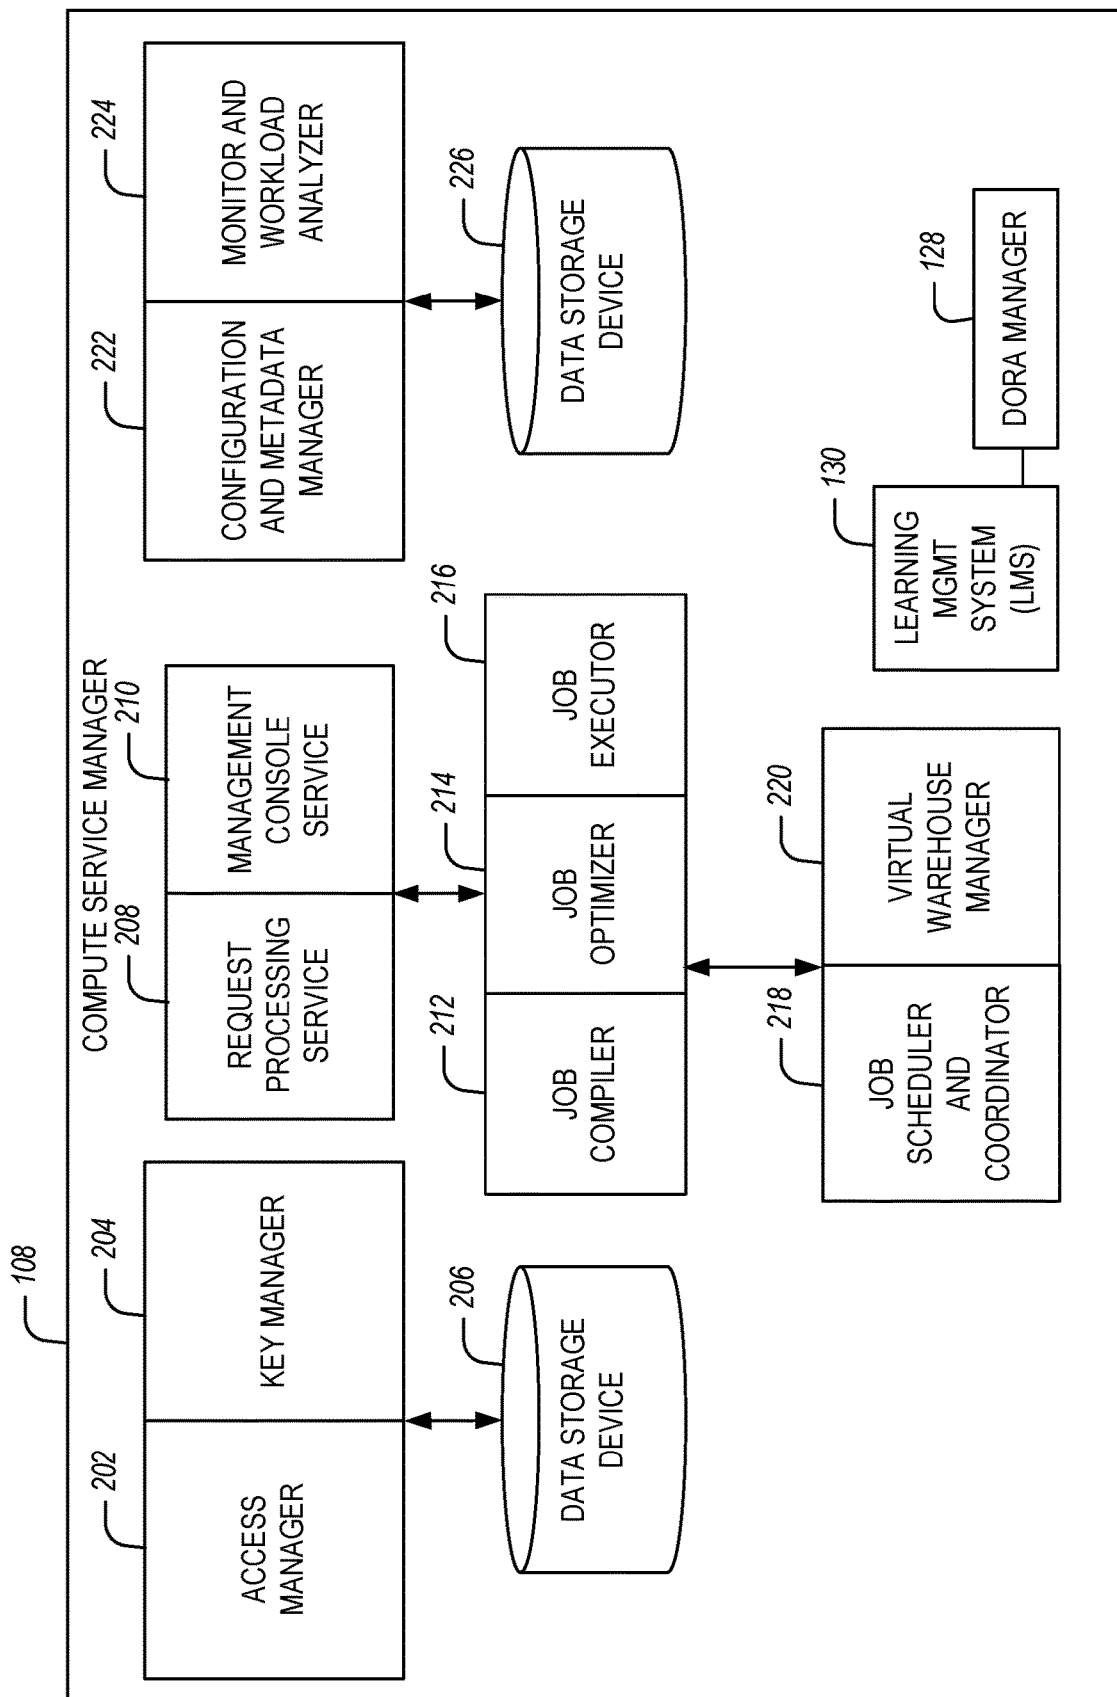 108
COMPUTE SERVICE MANAGER
202
204
ACCESS
MANAGER
KEY MANAGER
206
DATA STORAGE
DEVICE
208
210
REQUEST
PROCESSING
SERVICE
MANAGEMENT
CONSOLE
SERVICE
212
214
216
JOB
COMPILER
JOB
OPTIMIZER
JOB
EXECUTOR
218
220
JOB
SCHEDULER
AND
COORDINATOR
VIRTUAL
WAREHOUSE
MANAGER
222
224
CONFIGURATION
AND METADATA
MANAGER
MONITOR AND
WORKLOAD
ANALYZER
226
DATA STORAGE
DEVICE
130
LEARNING
MGMT
SYSTEM
(LMS)
128
DORA MANAGER